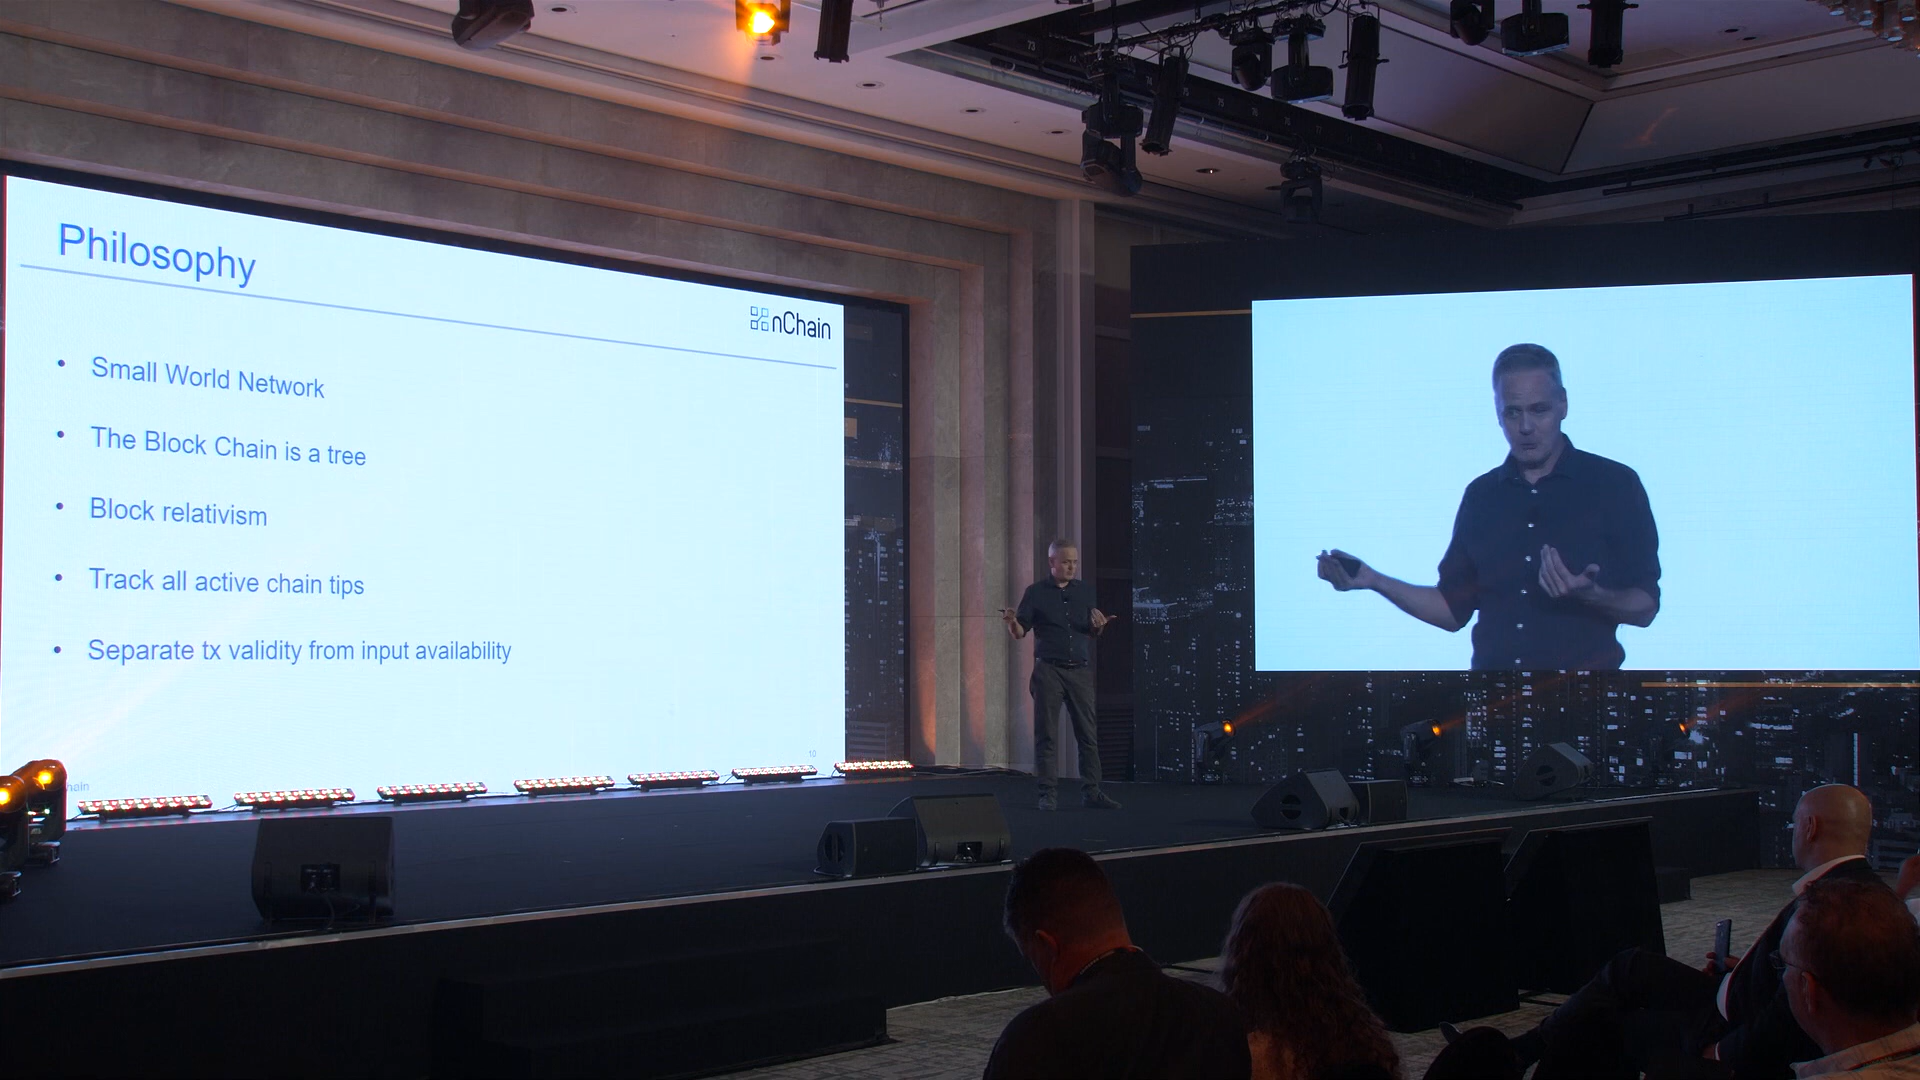 Philosophy
nChain
• Small World Network
• The Block Chain is a tree
• Block relativism
• Track all active chain tips
• Separate tx validity from input availability
10